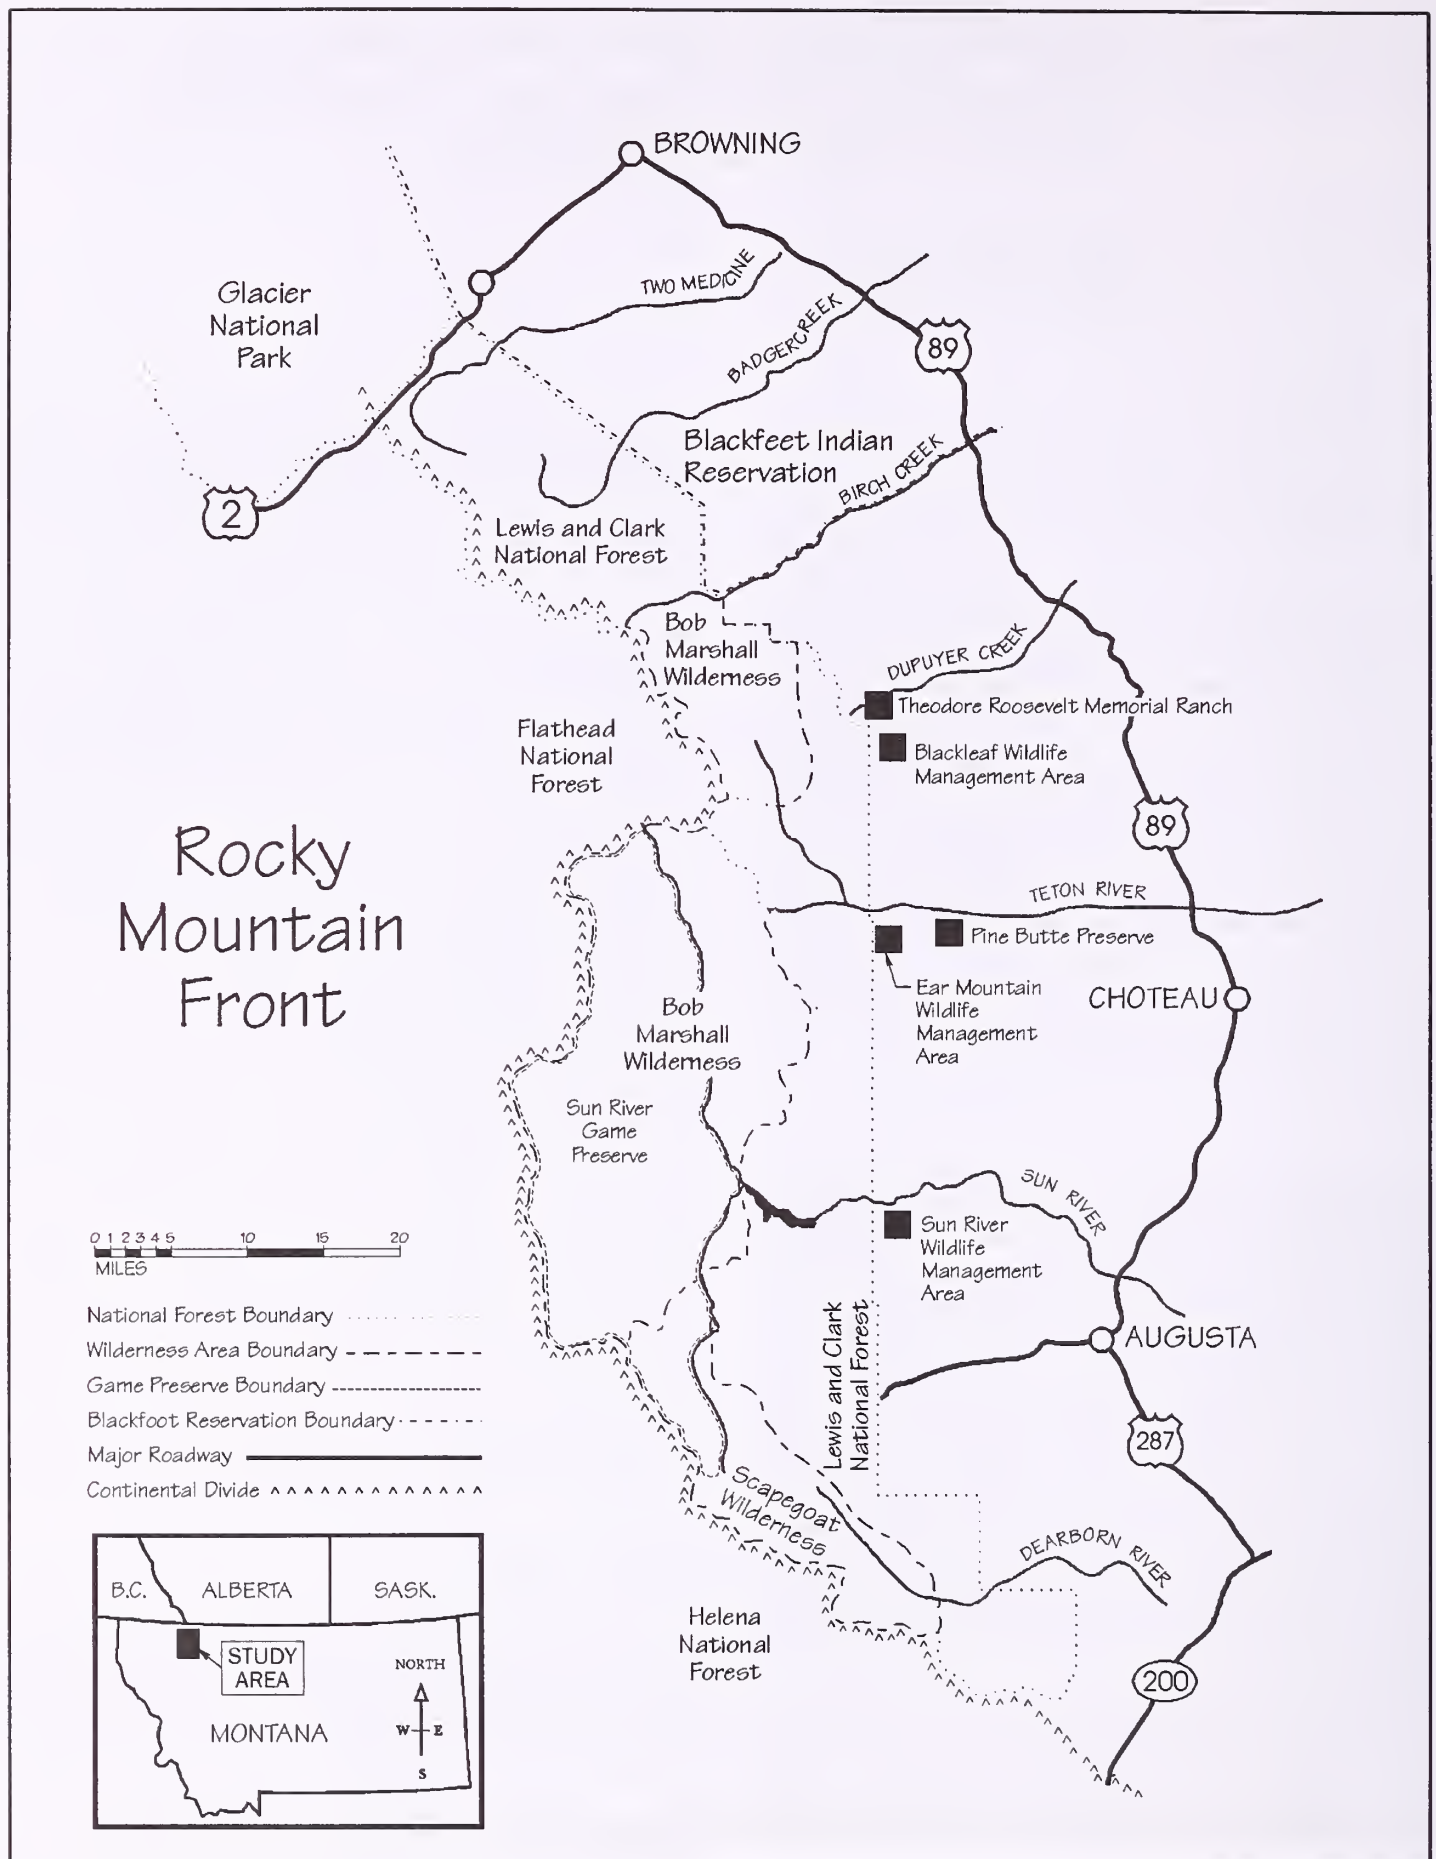 BROWNING
Glacier
National
Park
TWO MEDICINE
BADGERCREEK
89
Blackfeet Indian
Reservation
BIRCH CREEK
2
Lewis and Clark
National Forest
Bob
Marshall
Wilderness
DUPUYER CREEK
Theodore Roosevelt Memorial Ranch
Flathead
National
Forest
Blackleaf Wildlife
Management Area
89
Rocky
Mountain
Front
TETON RIVER
Pine Butte Preserve
Ear Mountain
Wildlife
Management
Area
CHOTEAU
Bob
Marshall
Wilderness
Sun River
Game
Preserve
SUN RIVER
Sun River
Wildlife
Management
Area
0 1 2 3 4 5 10 15 20
MILES
National Forest Boundary
Wilderness Area Boundary
Game Preserve Boundary
Blackfoot Reservation Boundary
Major Roadway
Continental Divide
Lewis and Clark
National Forest
AUGUSTA
287
Scapegoat
Wilderness
DEARBORN RIVER
Helena
National
Forest
200
B.C.
ALBERTA
SASK.
STUDY
AREA
MONTANA
NORTH
W E
S